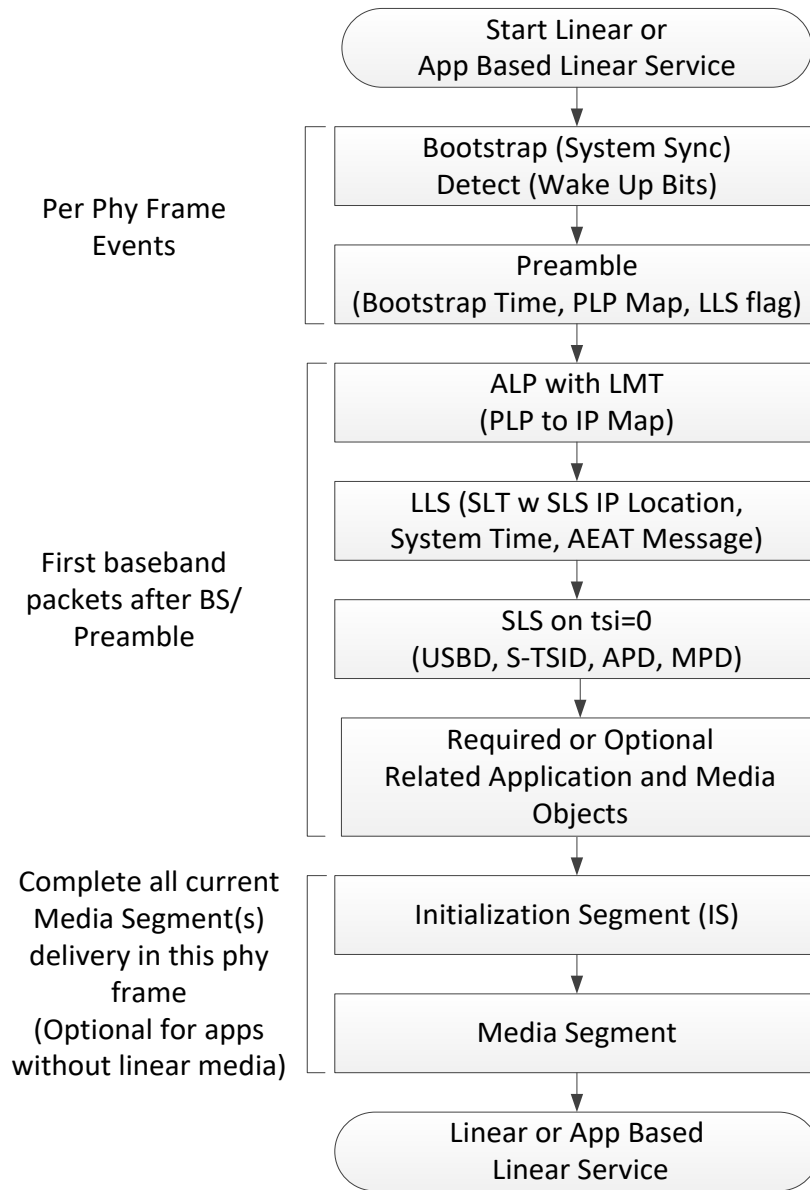 Start Linear or
App Based Linear Service
Per Phy Frame
Events
Bootstrap (System Sync)
Detect (Wake Up Bits)
Preamble
(Bootstrap Time, PLP Map, LLS flag)
First baseband
packets after BS/
Preamble
ALP with LMT
(PLP to IP Map)
LLS (SLT w SLS IP Location,
System Time, AEAT Message)
SLS on tsi=0
(USBD, S-TSID, APD, MPD)
Required or Optional
Related Application and Media
Objects
Complete all current
Media Segment(s)
delivery in this phy
frame
(Optional for apps
without linear media)
Initialization Segment (IS)
Media Segment
Linear or App Based
Linear Service